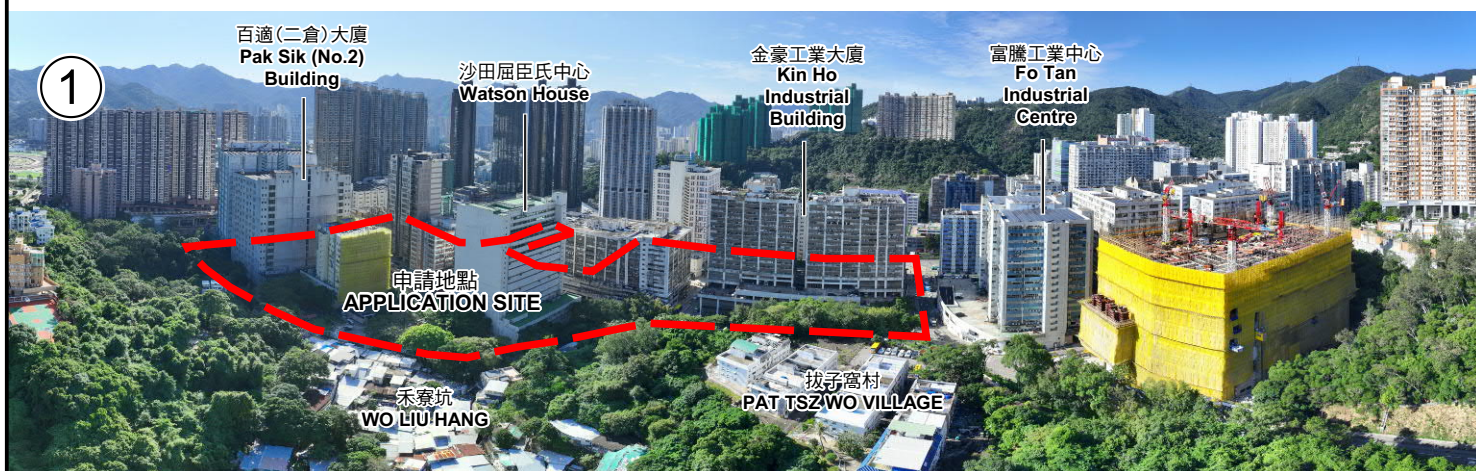 1
百適(二倉)大廈
Pak Sik (No.2)
Building
沙田屈臣氏中心
Watson House
金豪工業大廈
Kin Ho
Industrial
Building
富騰工業中心
Fo Tan
Industrial
Centre
申請地點
APPLICATION SITE
禾寮坑
WO LIU HANG
拔子窩村
PAT TSZ WO VILLAGE